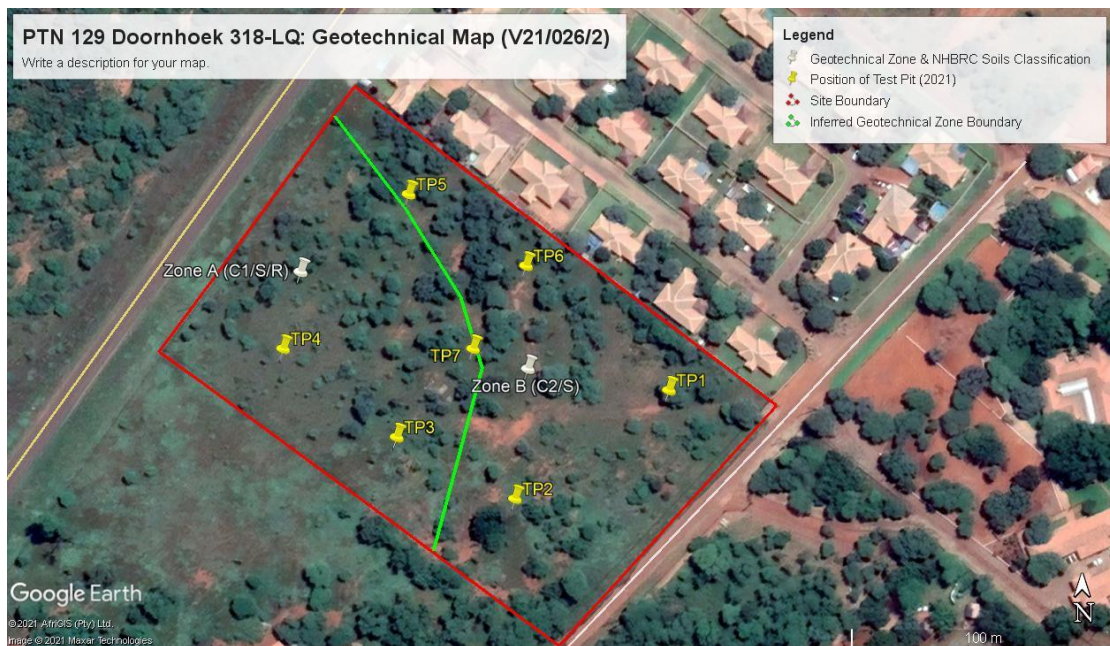 PTN 129 Doornhoek 318-LQ: Geotechnical Map (V21/026/2)
Write a description for your map.
Legend
Geotechnical Zone & NHBRC Soils Classification
Position of Test Pit (2021)
Site Boundary
Inferred Geotechnical Zone Boundary
TP5
TP6
Zone A (C1/S/R)
TP4
TP7
Zone B (C2/S)
TP1
TP3
TP2
Google Earth
©2021 AfriGIS (Pty) Ltd.
Image © 2021 Maxar Technologies
N
100 m